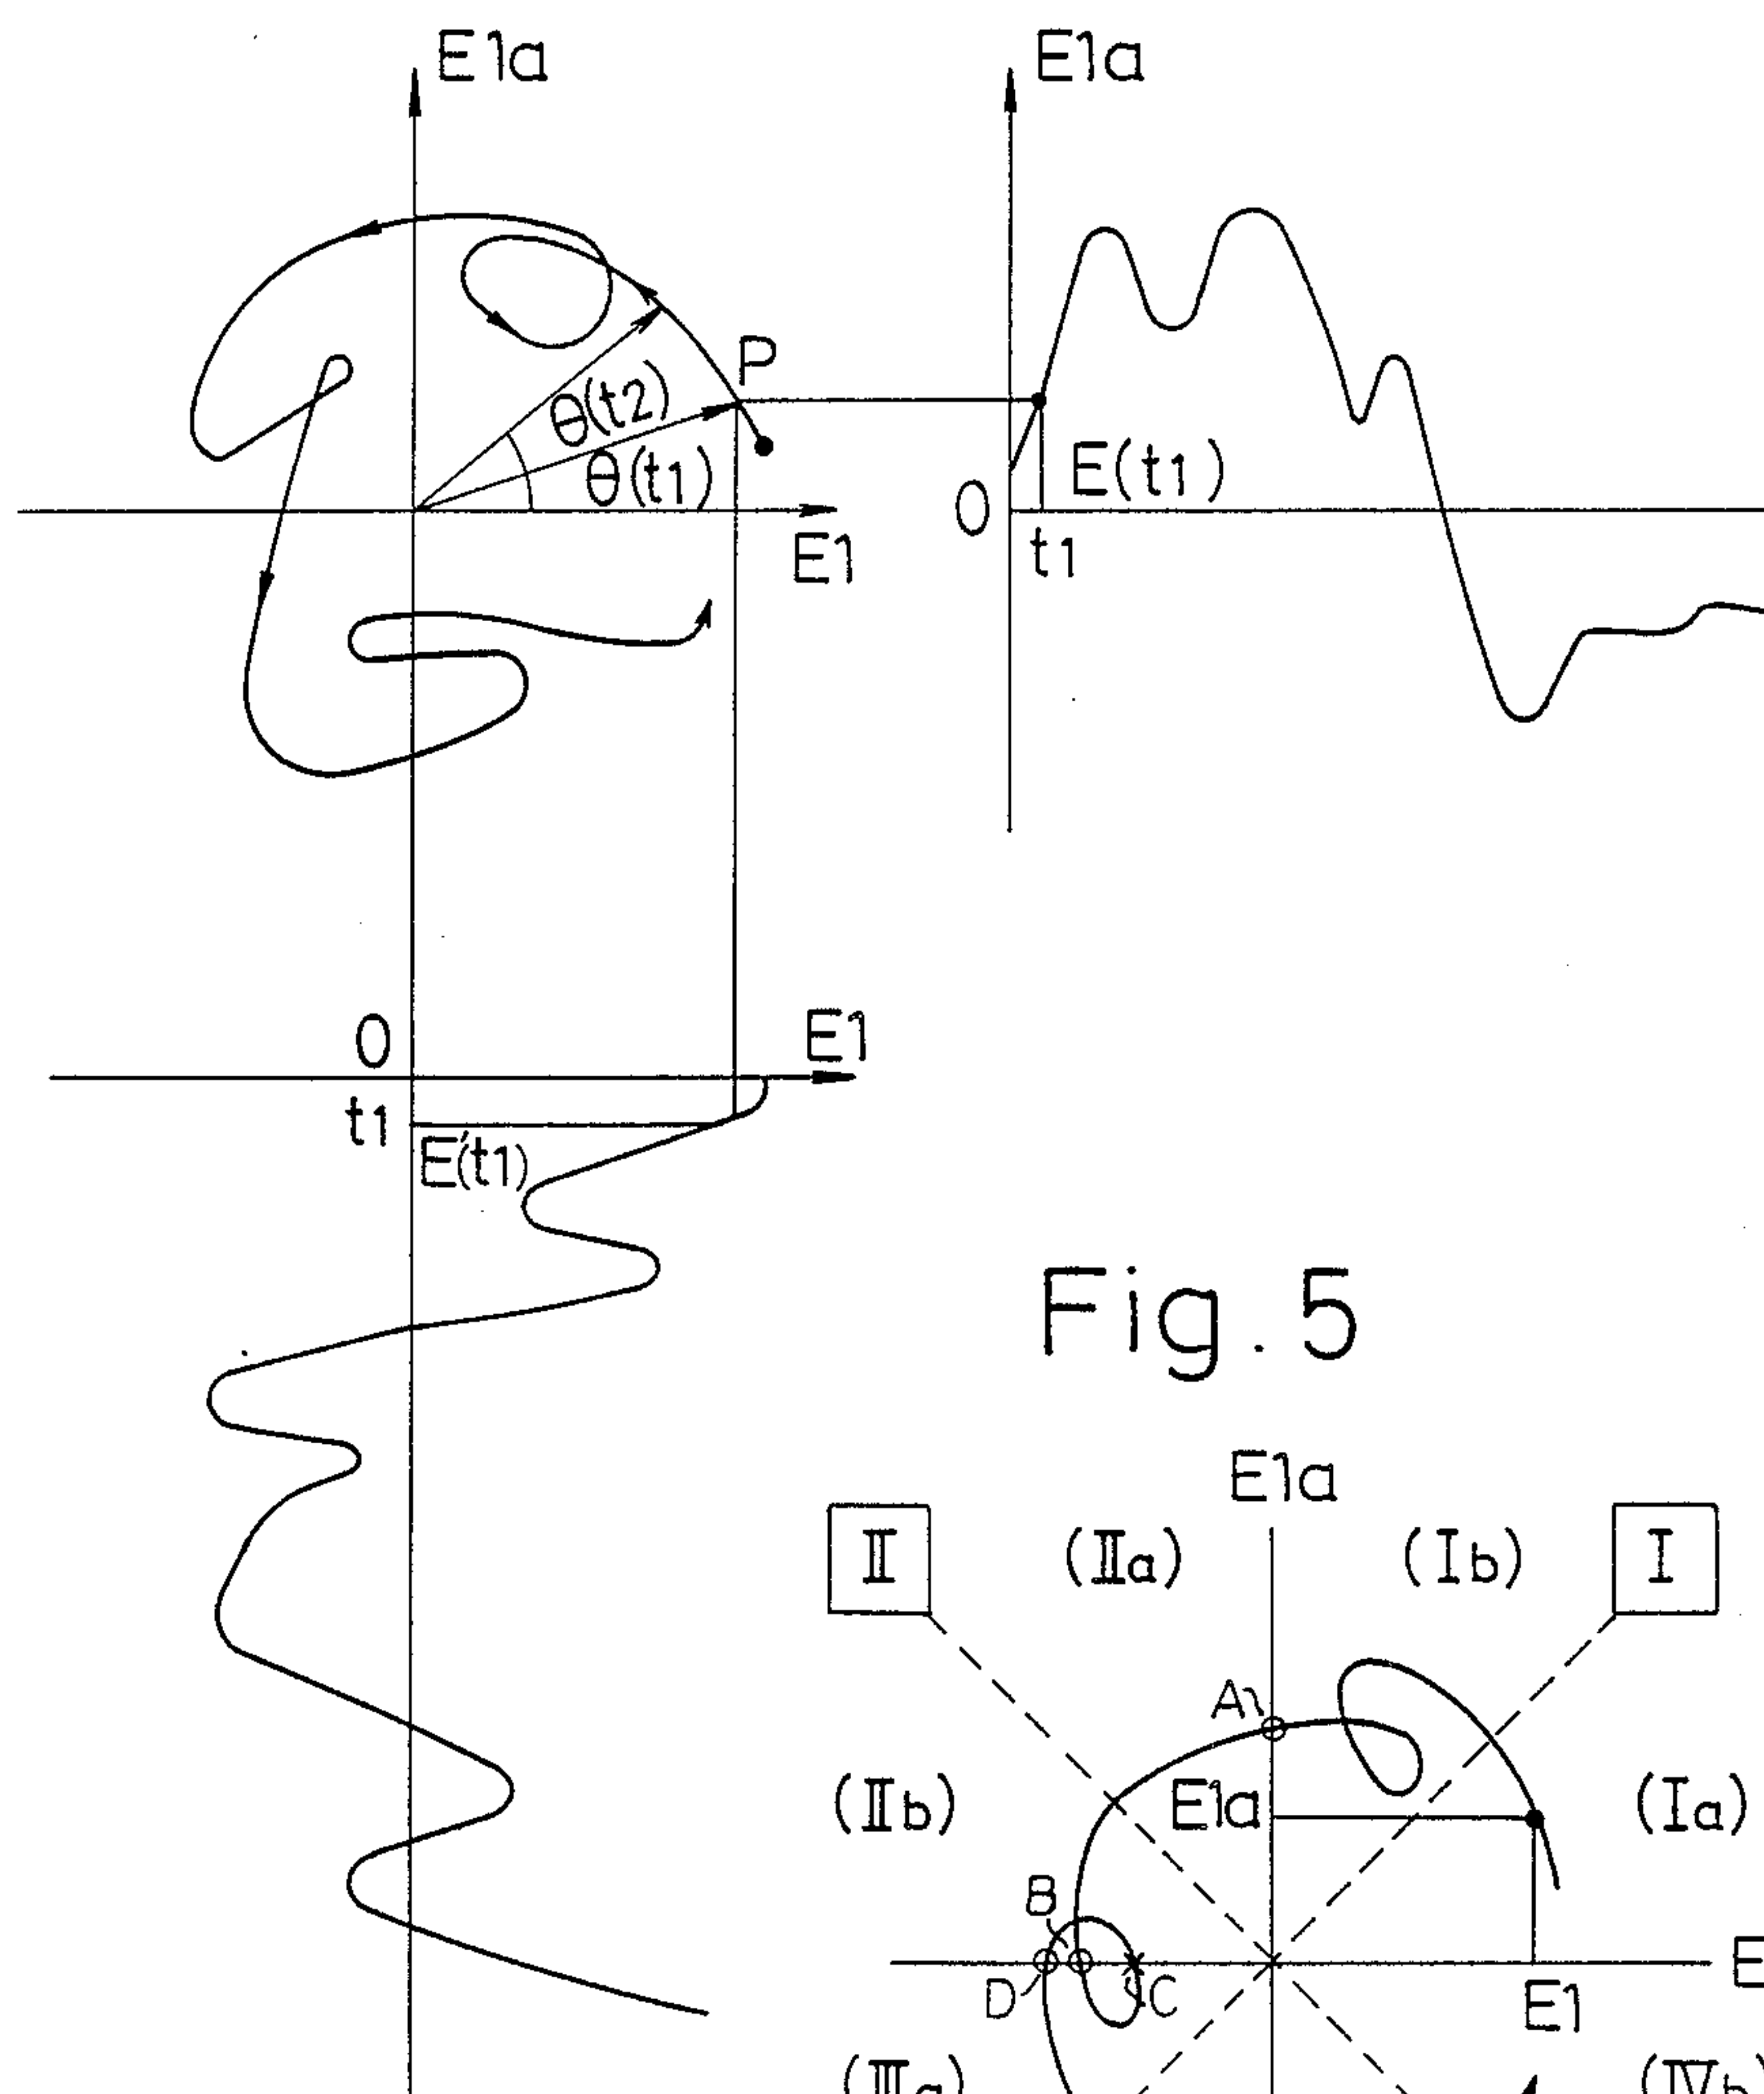 E1a
E1a
P
θ(t2)
θ(t1)
E(t1)
0
t1
E1
0
E1
t1
E'(t1)
Fig. 5
E1a
II
(IIa)
(Ib)
I
A
(IIb)
E1a
(Ia)
B
D
C
E1
(IIIa)